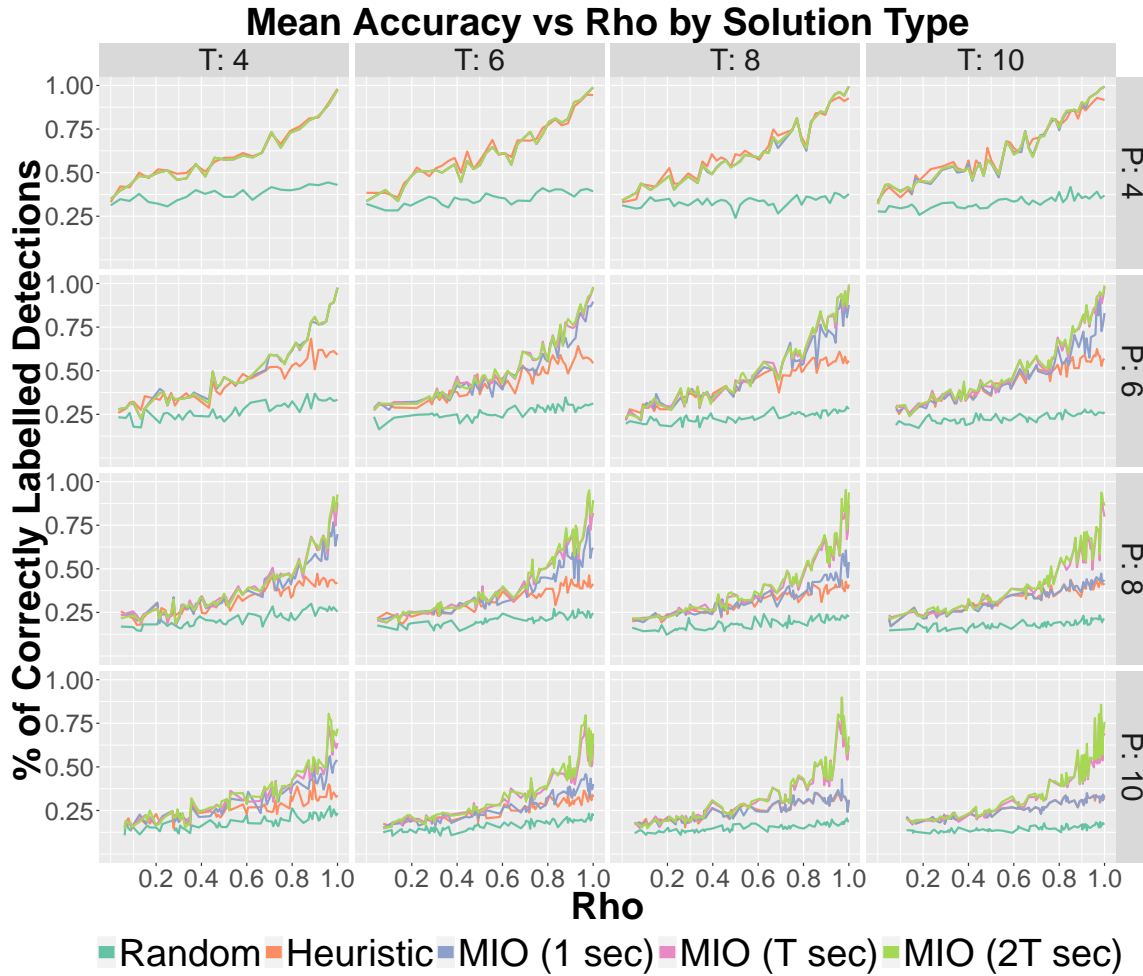 Mean Accuracy vs Rho by Solution Type
T: 4 T: 6 T: 8 T: 10
% of Correctly Labelled Detections
1.00
0.75
0.50
0.25
P: 4
1.00
0.75
0.50
0.25
P: 6
1.00
0.75
0.50
0.25
P: 8
1.00
0.75
0.50
0.25
P: 10
0.2 0.4 0.6 0.8 1.0 0.2 0.4 0.6 0.8 1.0 0.2 0.4 0.6 0.8 1.0 0.2 0.4 0.6 0.8 1.0
Rho
Random Heuristic MIO (1 sec) MIO (T sec) MIO (2T sec)